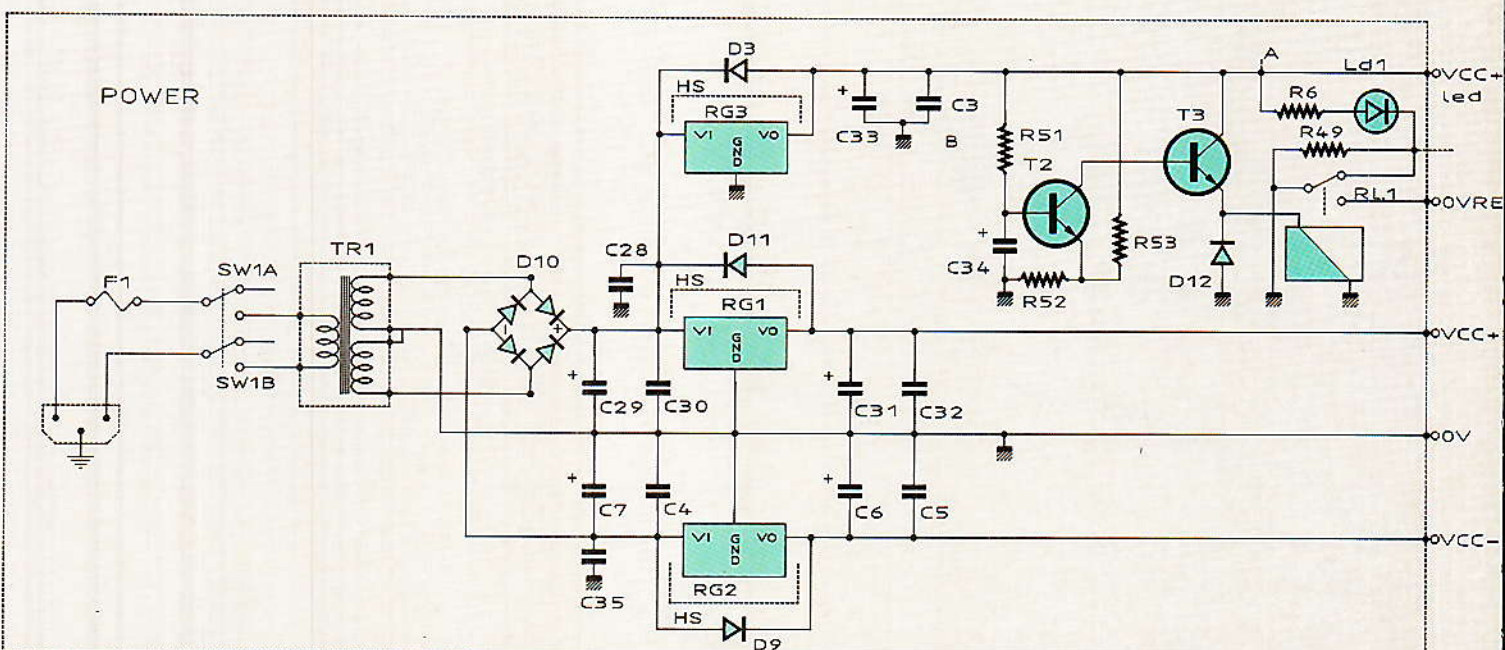 POWER
D3
HS
RG3
VI
GND
VO
+
C33
C3
B
R51
T2
T3
A
Ld1
VCC+
led
R6
R49
RL1
0VRE
C34
+
R52
R53
D12
F1
SW1A
SW1B
TR1
D10
-
+
C28
D11
HS
RG1
VI
GND
VO
VCC+
+
C29
C30
+
C31
C32
0V
+
C7
C4
+
C6
C5
VI
GND
VO
VCC-
RG2
C35
HS
D9